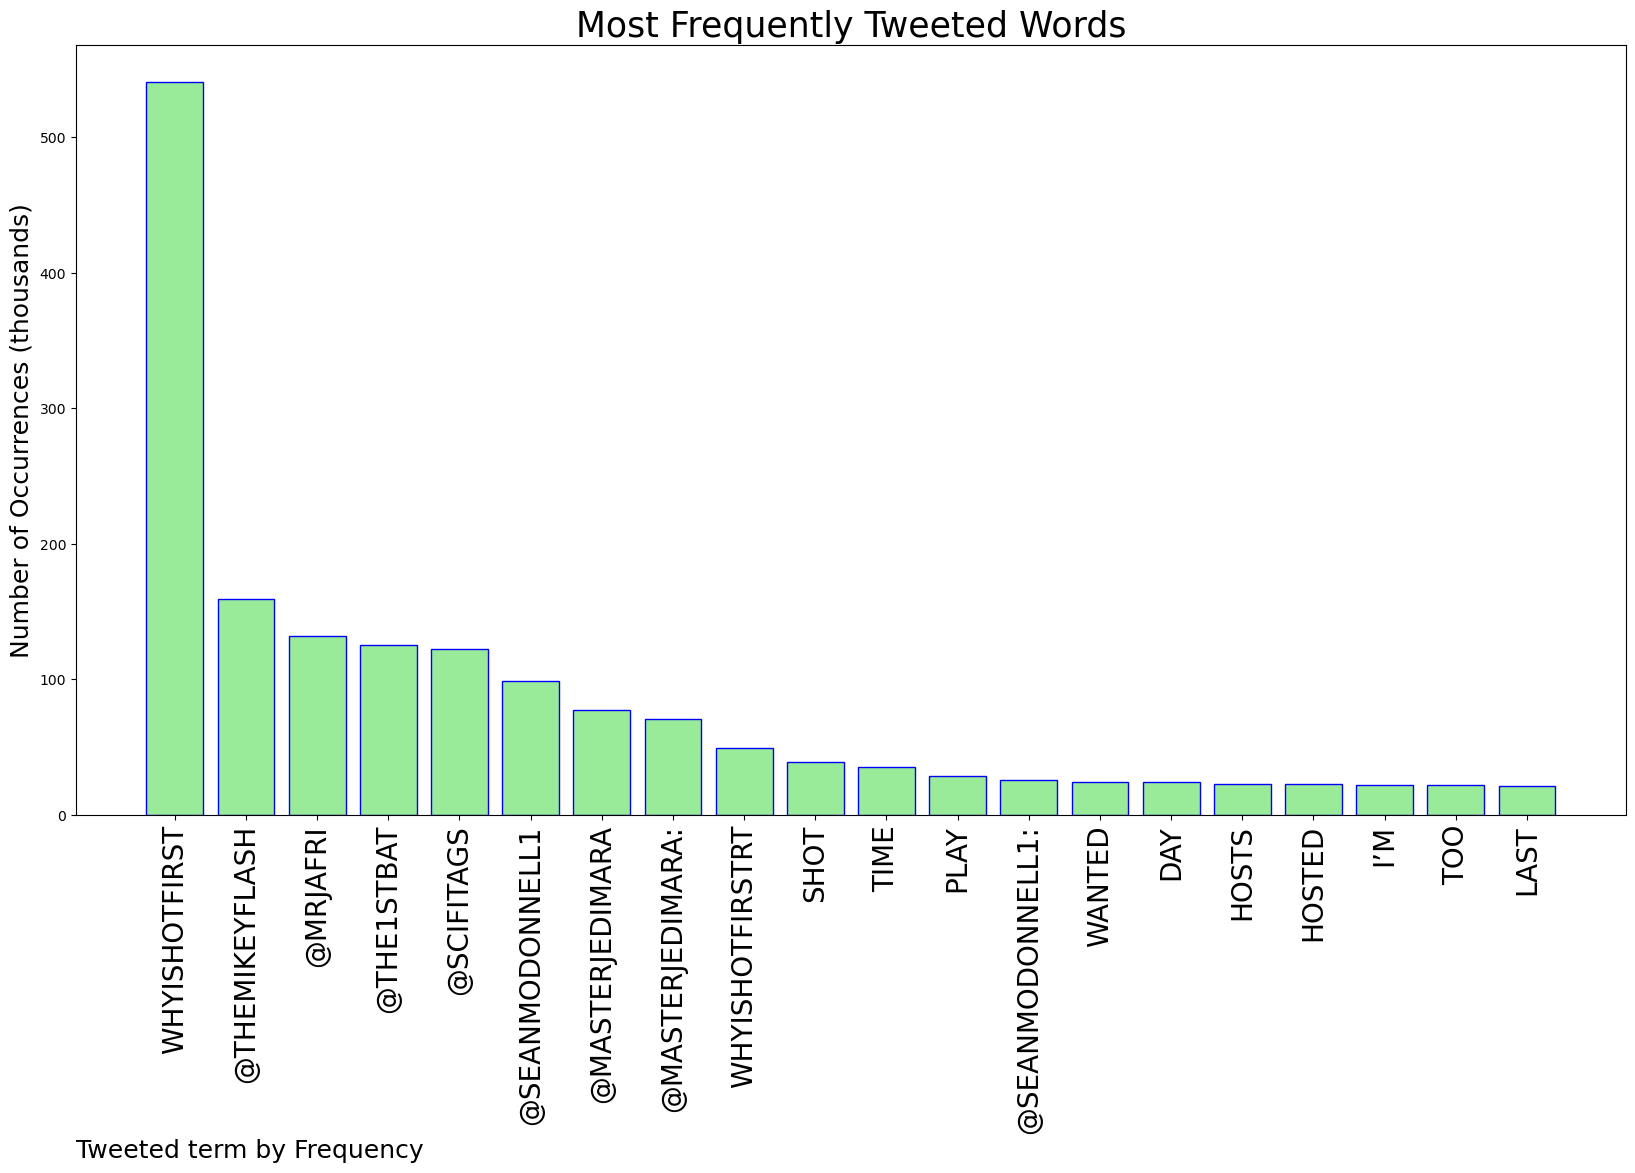 Most Frequently Tweeted Words
Number of Occurrences (thousands)
500
400
300
200
100
0
WHYISHOTFIRST
@THEMIKEYFLASH
@MRJAFRI
@THE1STBAT
@SCIFITAGS
@SEANMODONNELL1
@MASTERJEDIMARA
@MASTERJEDIMARA:
WHYISHOTFIRSTRT
SHOT
TIME
PLAY
@SEANMODONNELL1:
WANTED
DAY
HOSTS
HOSTED
I’M
TOO
LAST
Tweeted term by Frequency